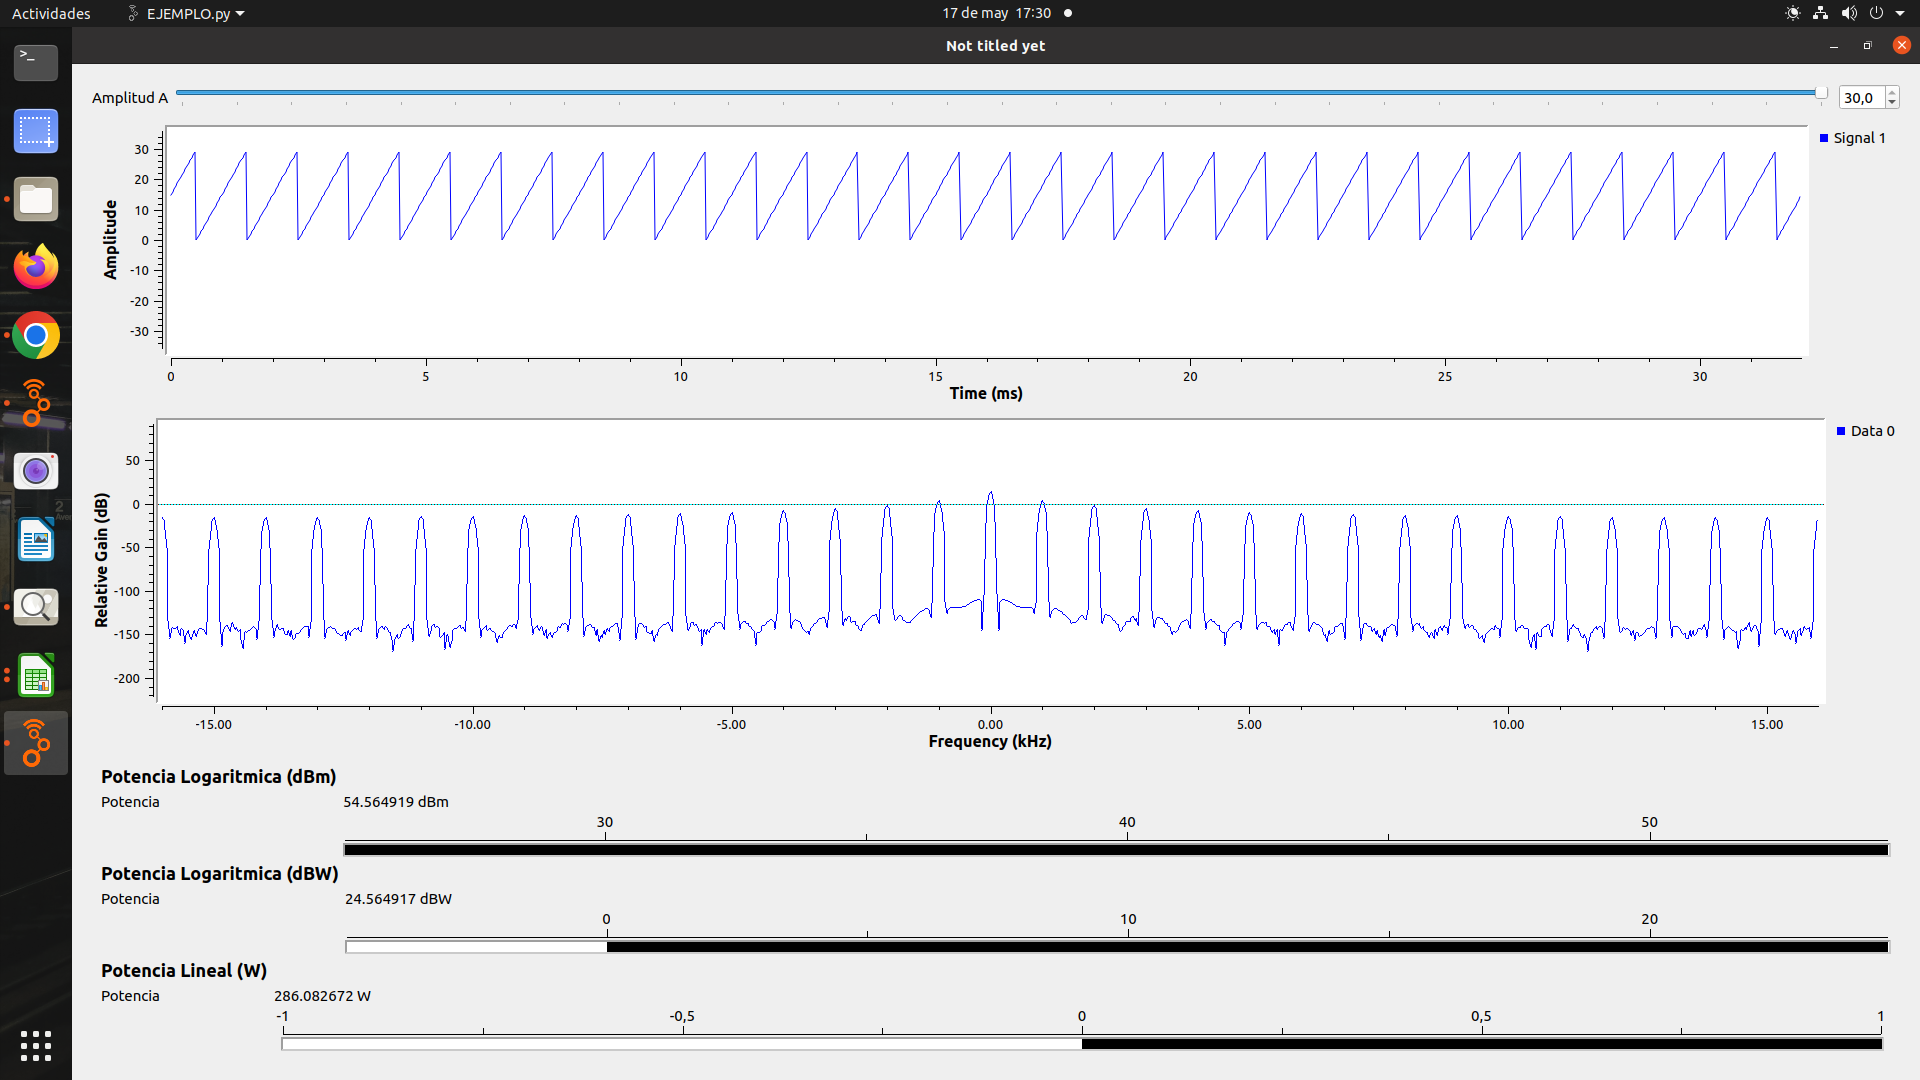 Actividades
EJEMPLO.py
17 de may 17:30
Not titled yet
Amplitud A
30,0
Signal 1
Amplitude
30
20
10
0
-10
-20
-30
0 5 10 15 20 25 30
Time (ms)
Data 0
Relative Gain (dB)
50
0
-50
-100
-150
-200
-15.00 -10.00 -5.00 0.00 5.00 10.00 15.00
Frequency (kHz)
Potencia Logaritmica (dBm)
Potencia 54.564919 dBm
30 40 50
Potencia Logaritmica (dBW)
Potencia 24.564917 dBW
0 10 20
Potencia Lineal (W)
Potencia 286.082672 W
-1 -0,5 0 0,5 1